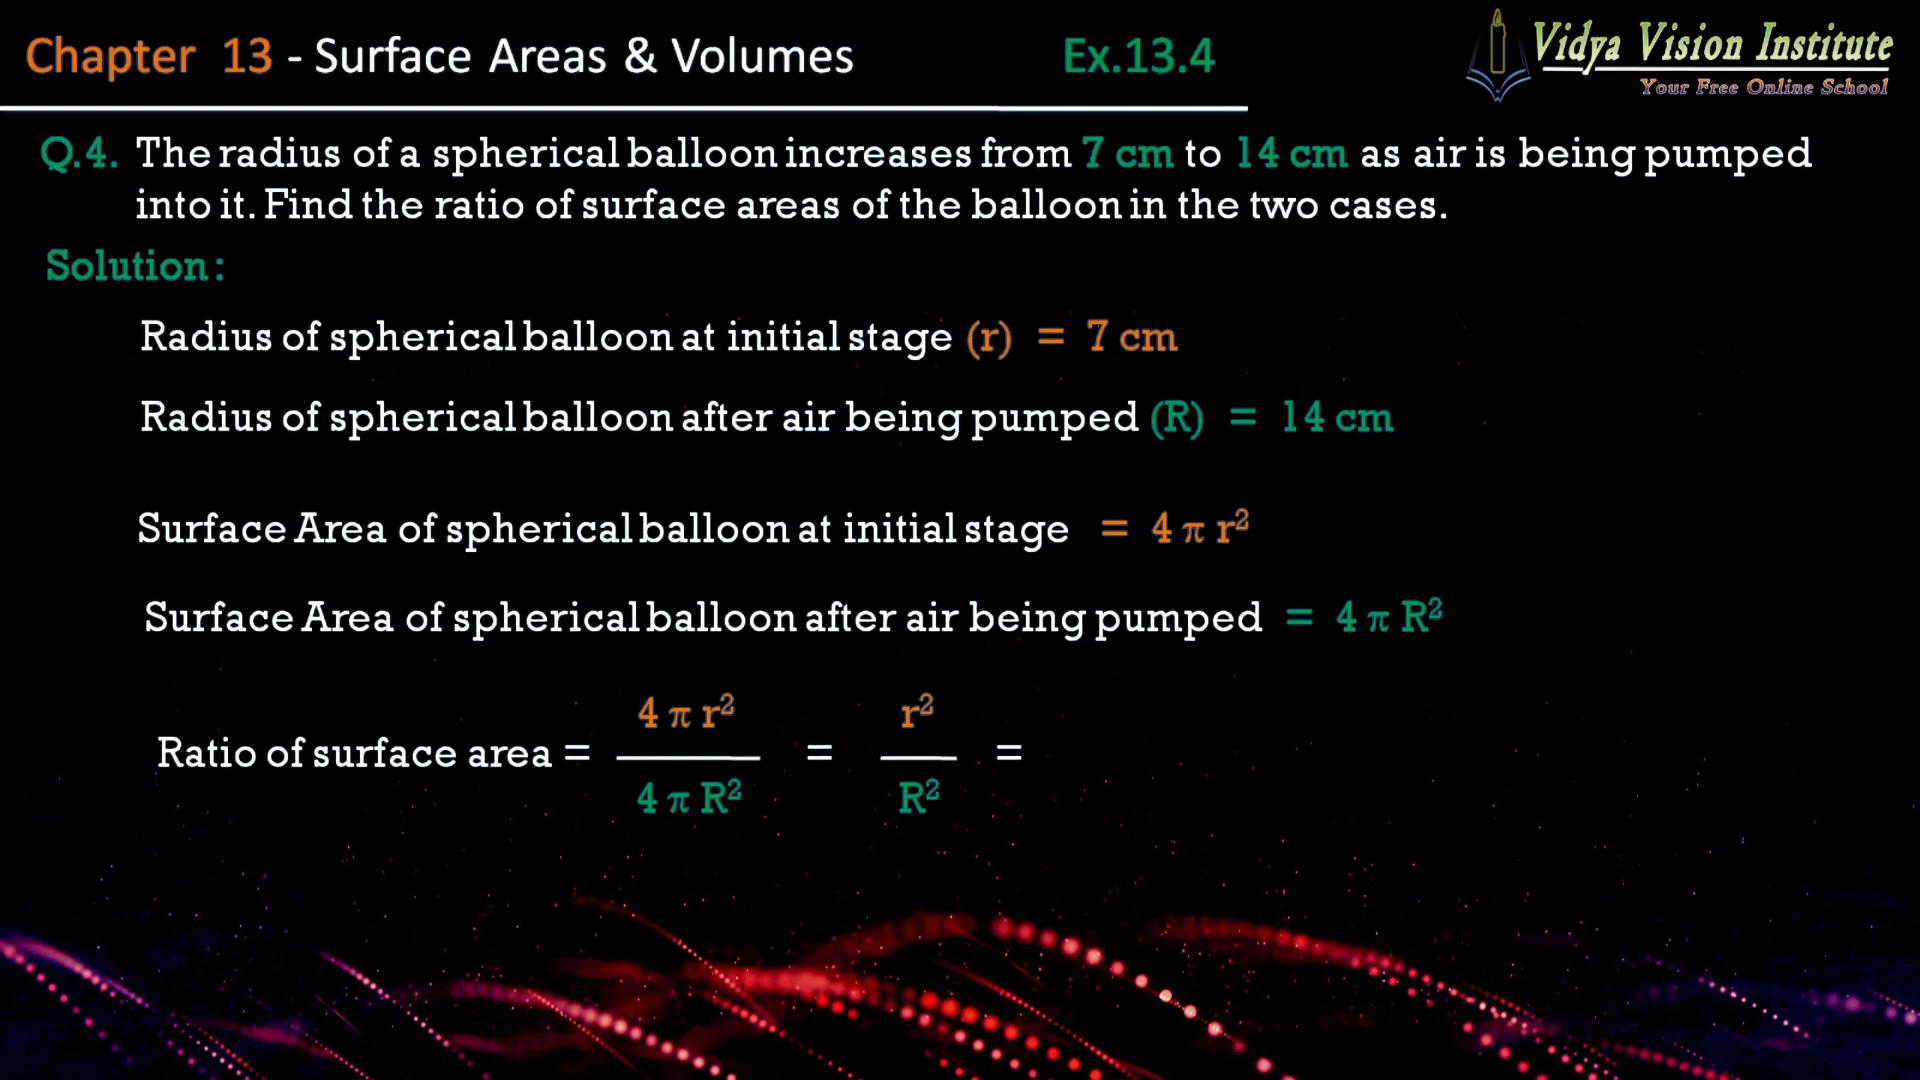 Chapter 13 - Surface Areas & Volumes Ex.13.4
Vidya Vision Institute
Your Free Online School
Q.4. The radius of a spherical balloon increases from 7 cm to 14 cm as air is being pumped
into it. Find the ratio of surface areas of the balloon in the two cases.
Solution:
Radius of spherical balloon at initial stage (r) = 7 cm
Radius of spherical balloon after air being pumped (R) = 14 cm
Surface Area of spherical balloon at initial stage = 4 π r²
Surface Area of spherical balloon after air being pumped = 4 π R²
4 π r² r²
Ratio of surface area = = =
4 π R² R²